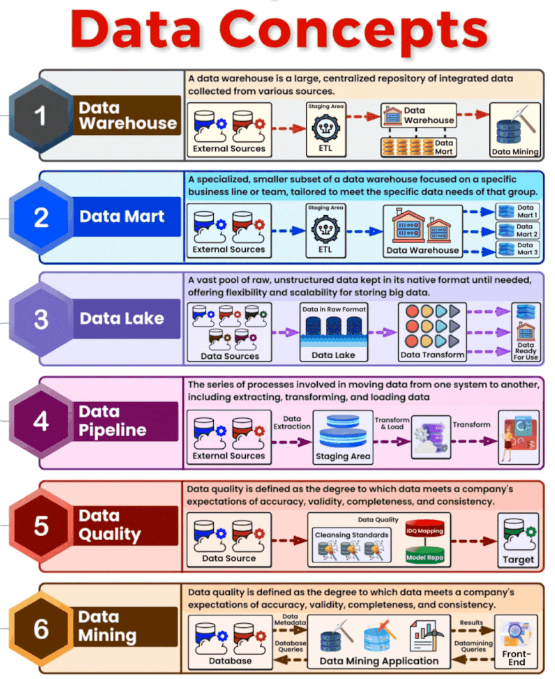 Data Concepts
1
Data
Warehouse
A data warehouse is a large, centralized repository of integrated data
collected from various sources.
External Sources
Staging Area
ETL
Data
Warehouse
Data
Mart
Data Mining
2
Data Mart
A specialized, smaller subset of a data warehouse focused on a specific
business line or team, tailored to meet the specific data needs of that group.
External Sources
Staging Area
ETL
Data Warehouse
Data
Mart 1
Data
Mart 2
Data
Mart 3
3
Data Lake
A vast pool of raw, unstructured data kept in its native format until needed,
offering flexibility and scalability for storing big data.
Data Sources
Data in Raw Format
Data Lake
Data Transform
Data Ready
For Use
4
Data
Pipeline
The series of processes involved in moving data from one system to another,
including extracting, transforming, and loading data
External Sources
Data
Extraction
Staging Area
Transform
& Load
Transform
5
Data
Quality
Data quality is defined as the degree to which data meets a company's
expectations of accuracy, validity, completeness, and consistency.
Data Source
Data Quality
Cleansing Standards
IDQ Mapping
Model Repo
Target
6
Data
Mining
Data quality is defined as the degree to which data meets a company's
expectations of accuracy, validity, completeness, and consistency.
Database
Data
Metadata
Database
Queries
Data Mining Application
Results
Datamining
Queries
Front-
End